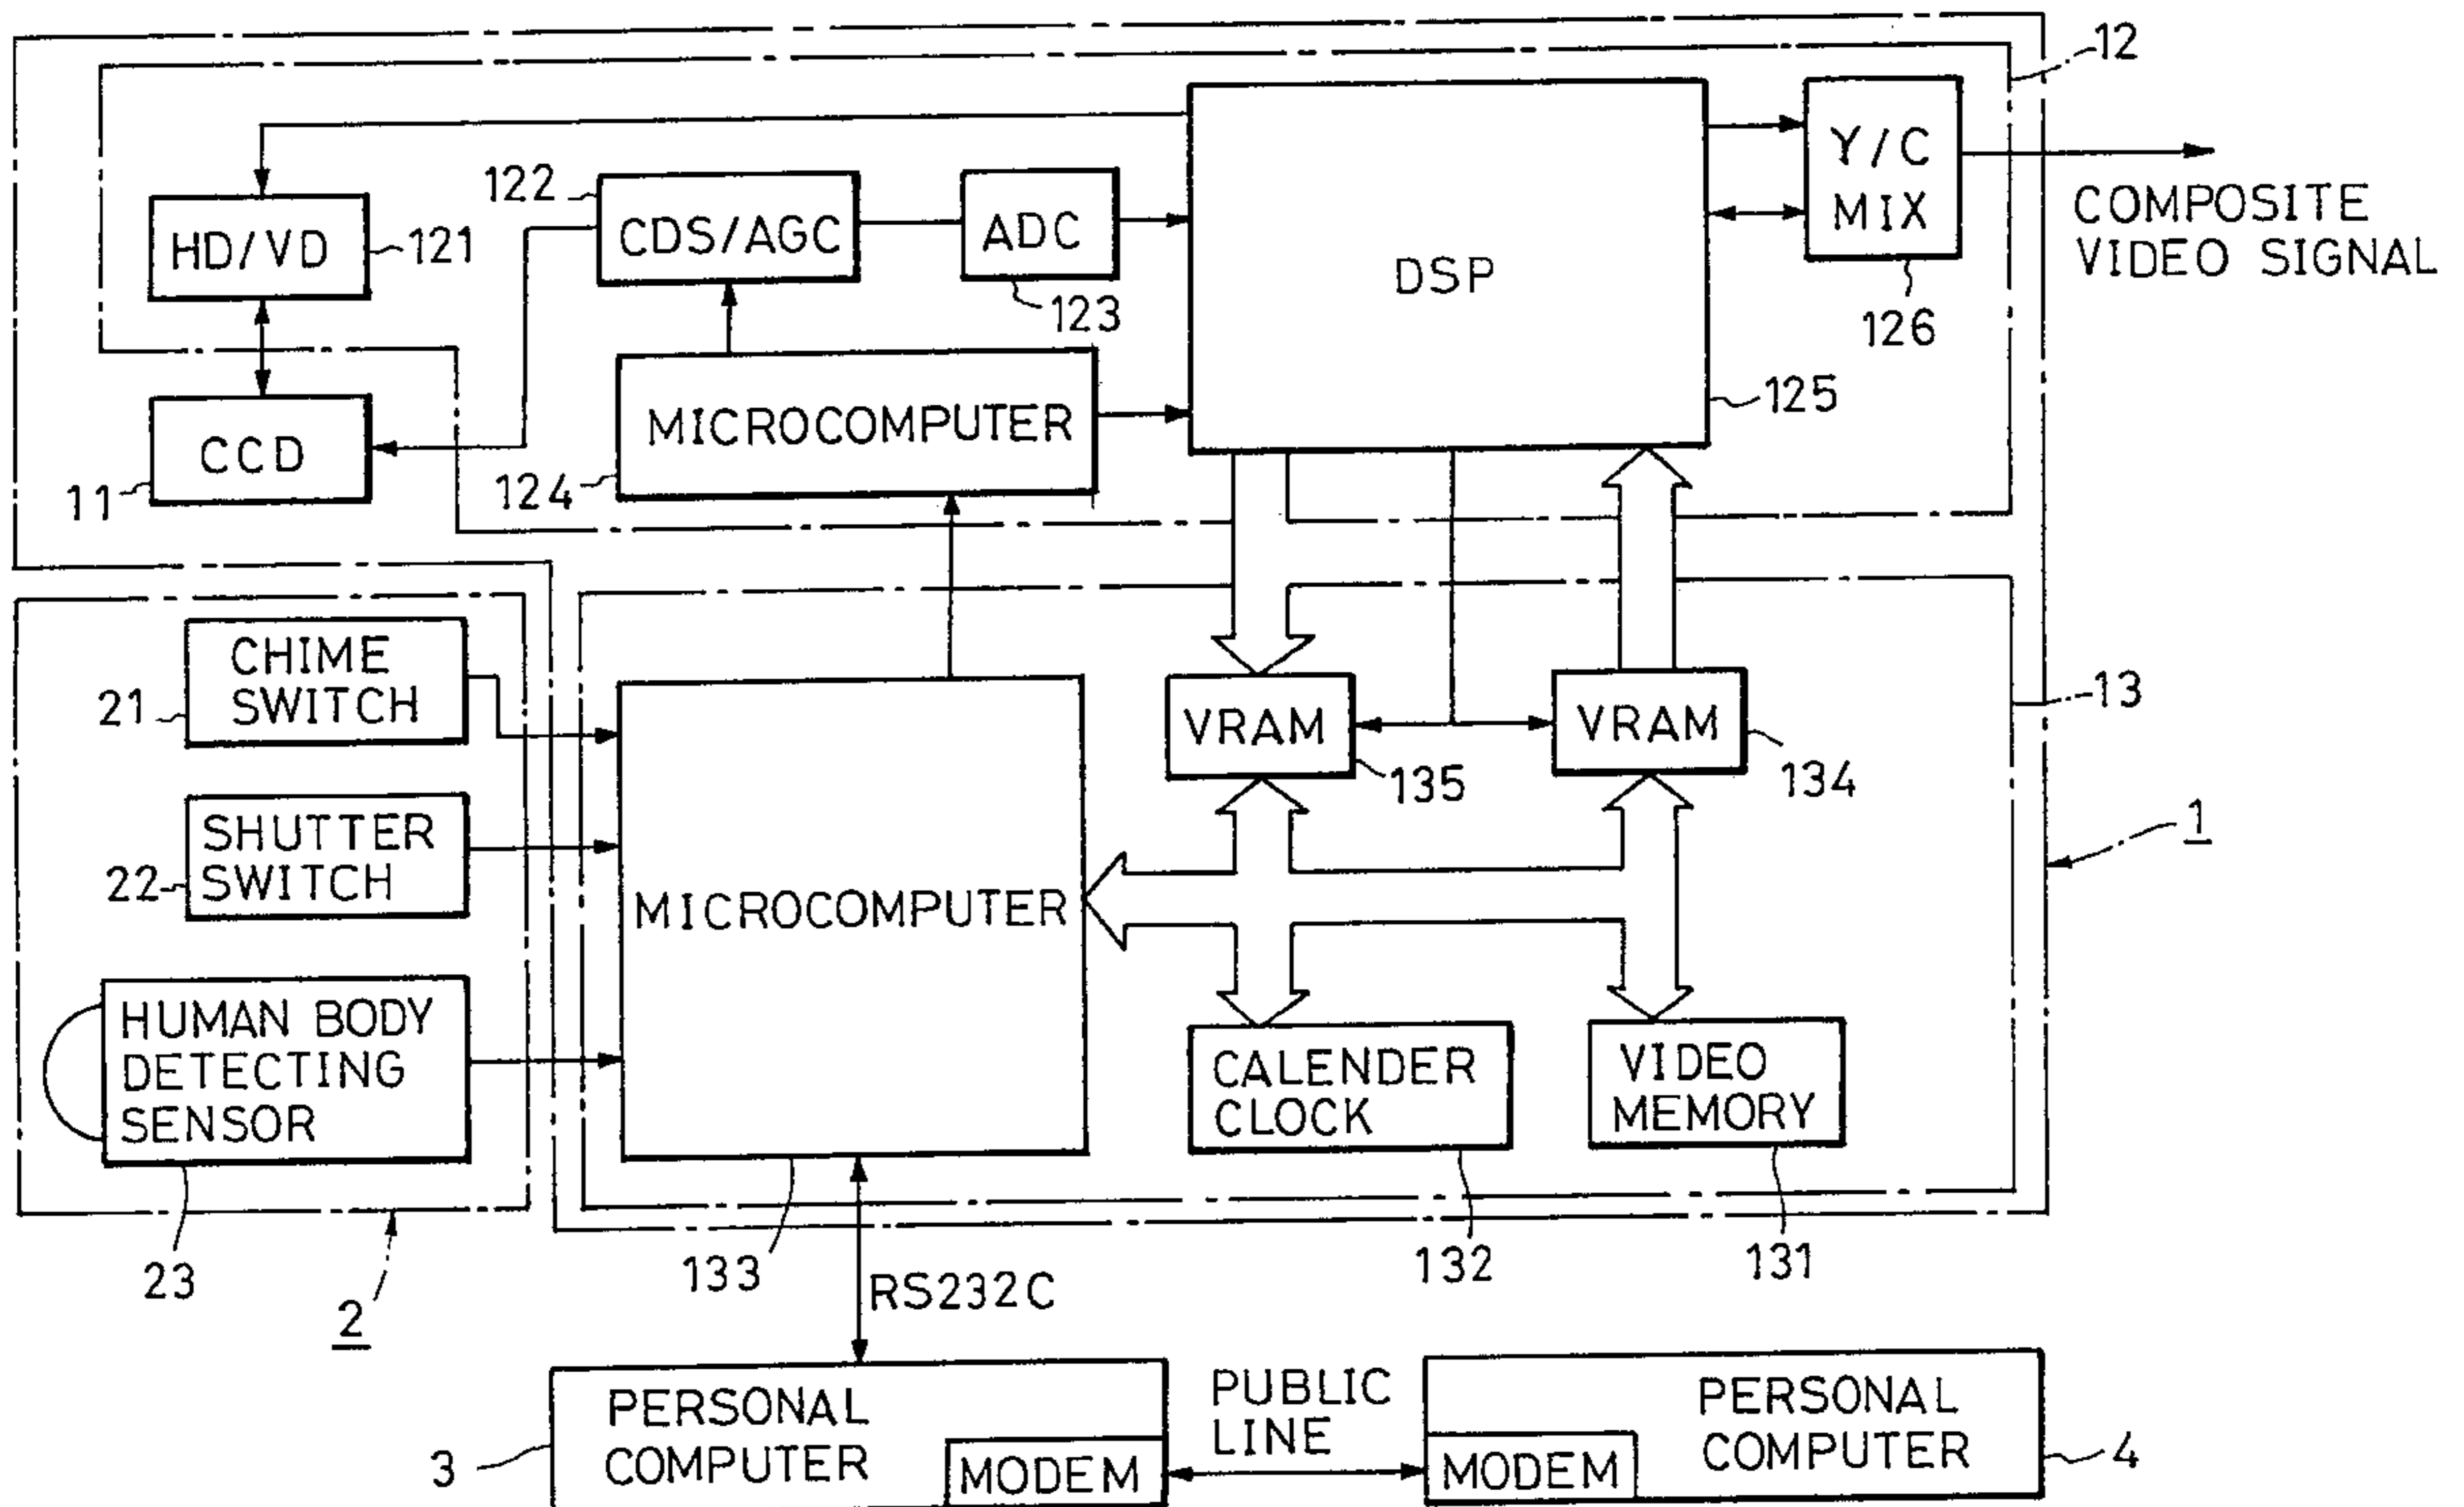 12
Y/C
MIX
126
COMPOSITE
VIDEO SIGNAL
HD/VD
121
122
CDS/AGC
ADC
123
DSP
125
CCD
11
MICROCOMPUTER
124
CHIME
SWITCH
21
SHUTTER
SWITCH
22
HUMAN BODY
DETECTING
SENSOR
23
2
MICROCOMPUTER
133
VRAM
135
VRAM
134
13
1
CALENDER
CLOCK
132
VIDEO
MEMORY
131
RS232C
PERSONAL
COMPUTER
3
MODEM
PUBLIC
LINE
PERSONAL
COMPUTER
MODEM
4